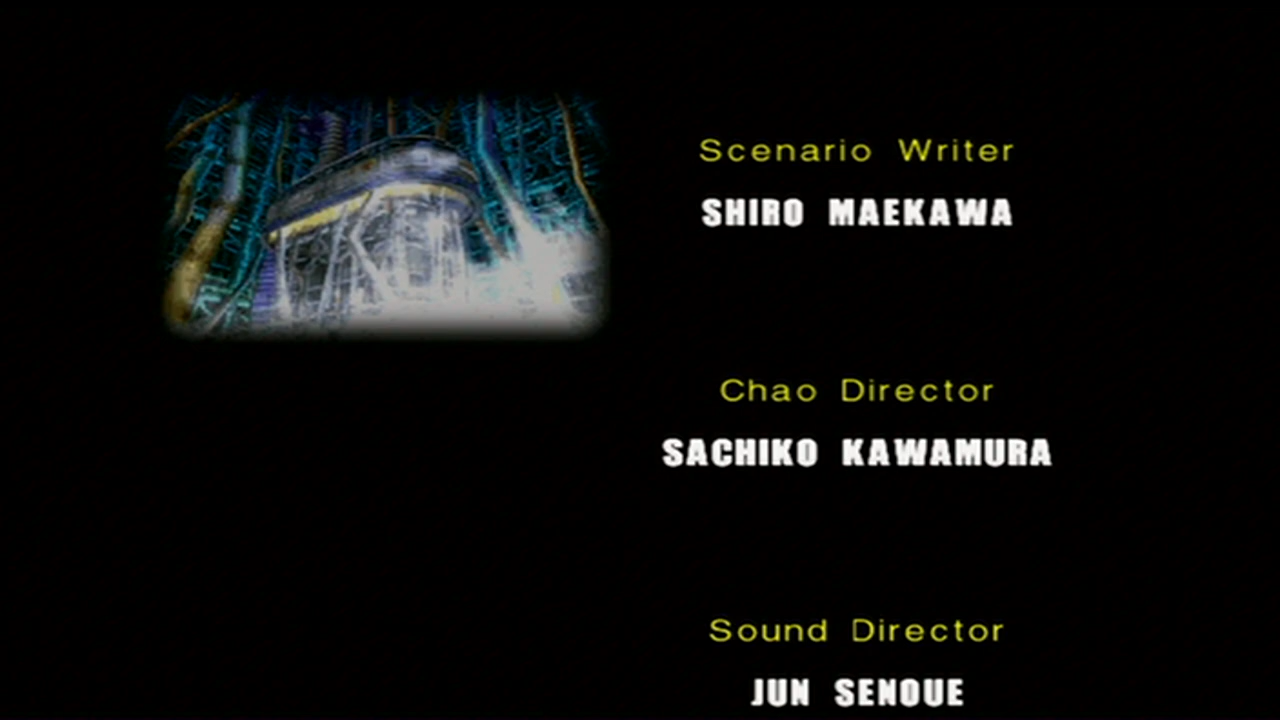 Scenario Writer
SHIRO MAEKAWA
Chao Director
SACHIKO KAWAMURA
Sound Director
JUN SENOUE